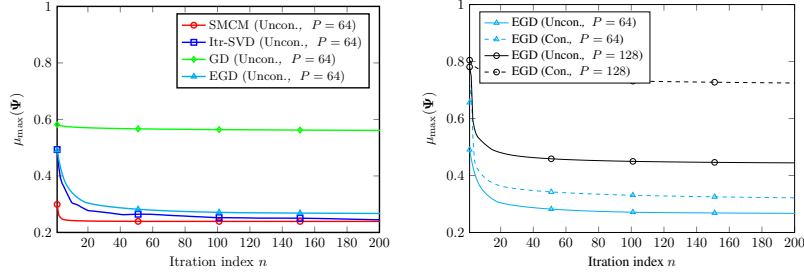 SMCM (Uncon., P = 64)
Itr-SVD (Uncon., P = 64)
GD (Uncon., P = 64)
EGD (Uncon., P = 64)
1
0.8
0.6
0.4
0.2
μmax(Ψ)
20 40 60 80 100 120 140 160 180 200
Itration index n
EGD (Uncon., P = 64)
EGD (Con., P = 64)
EGD (Uncon., P = 128)
EGD (Con., P = 128)
1
0.8
0.6
0.4
0.2
μmax(Ψ)
20 40 60 80 100 120 140 160 180 200
Itration index n